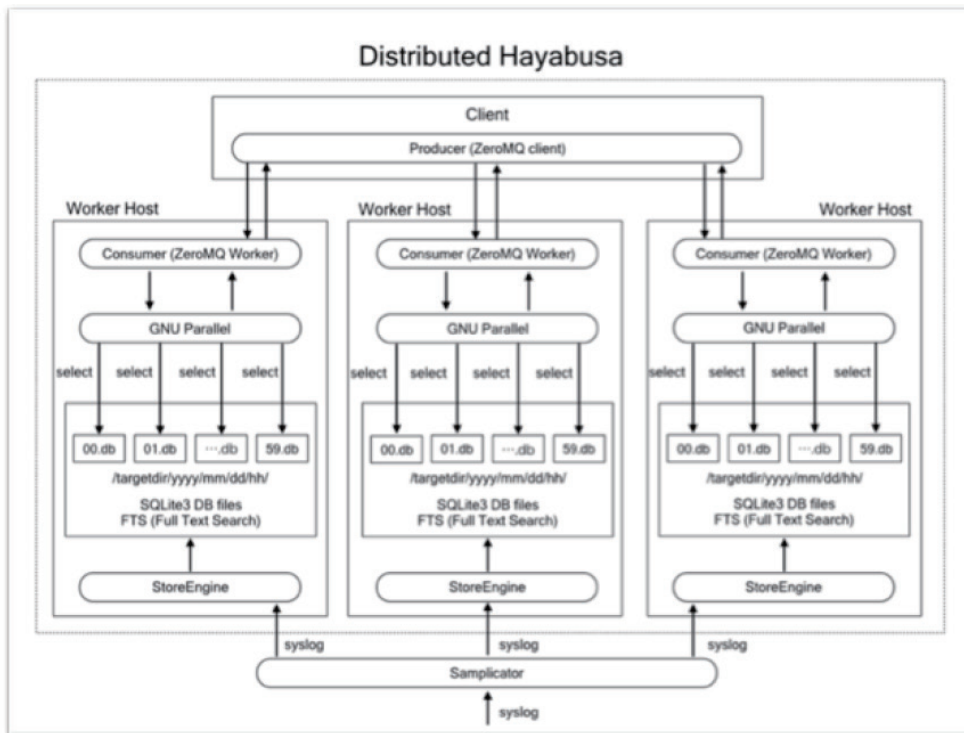 Distributed Hayabusa
Client
Producer (ZeroMQ client)
Worker Host
Consumer (ZeroMQ Worker)
GNU Parallel
select select select select
00.db 01.db ….db 59.db
/targetdir/yyyy/mm/dd/hh/
SQLite3 DB files
FTS (Full Text Search)
StoreEngine
Worker Host
Consumer (ZeroMQ Worker)
GNU Parallel
select select select select
00.db 01.db ….db 59.db
/targetdir/yyyy/mm/dd/hh/
SQLite3 DB files
FTS (Full Text Search)
StoreEngine
Worker Host
Consumer (ZeroMQ Worker)
GNU Parallel
select select select select
00.db 01.db ….db 59.db
/targetdir/yyyy/mm/dd/hh/
SQLite3 DB files
FTS (Full Text Search)
StoreEngine
syslog syslog syslog
Samplicator
syslog